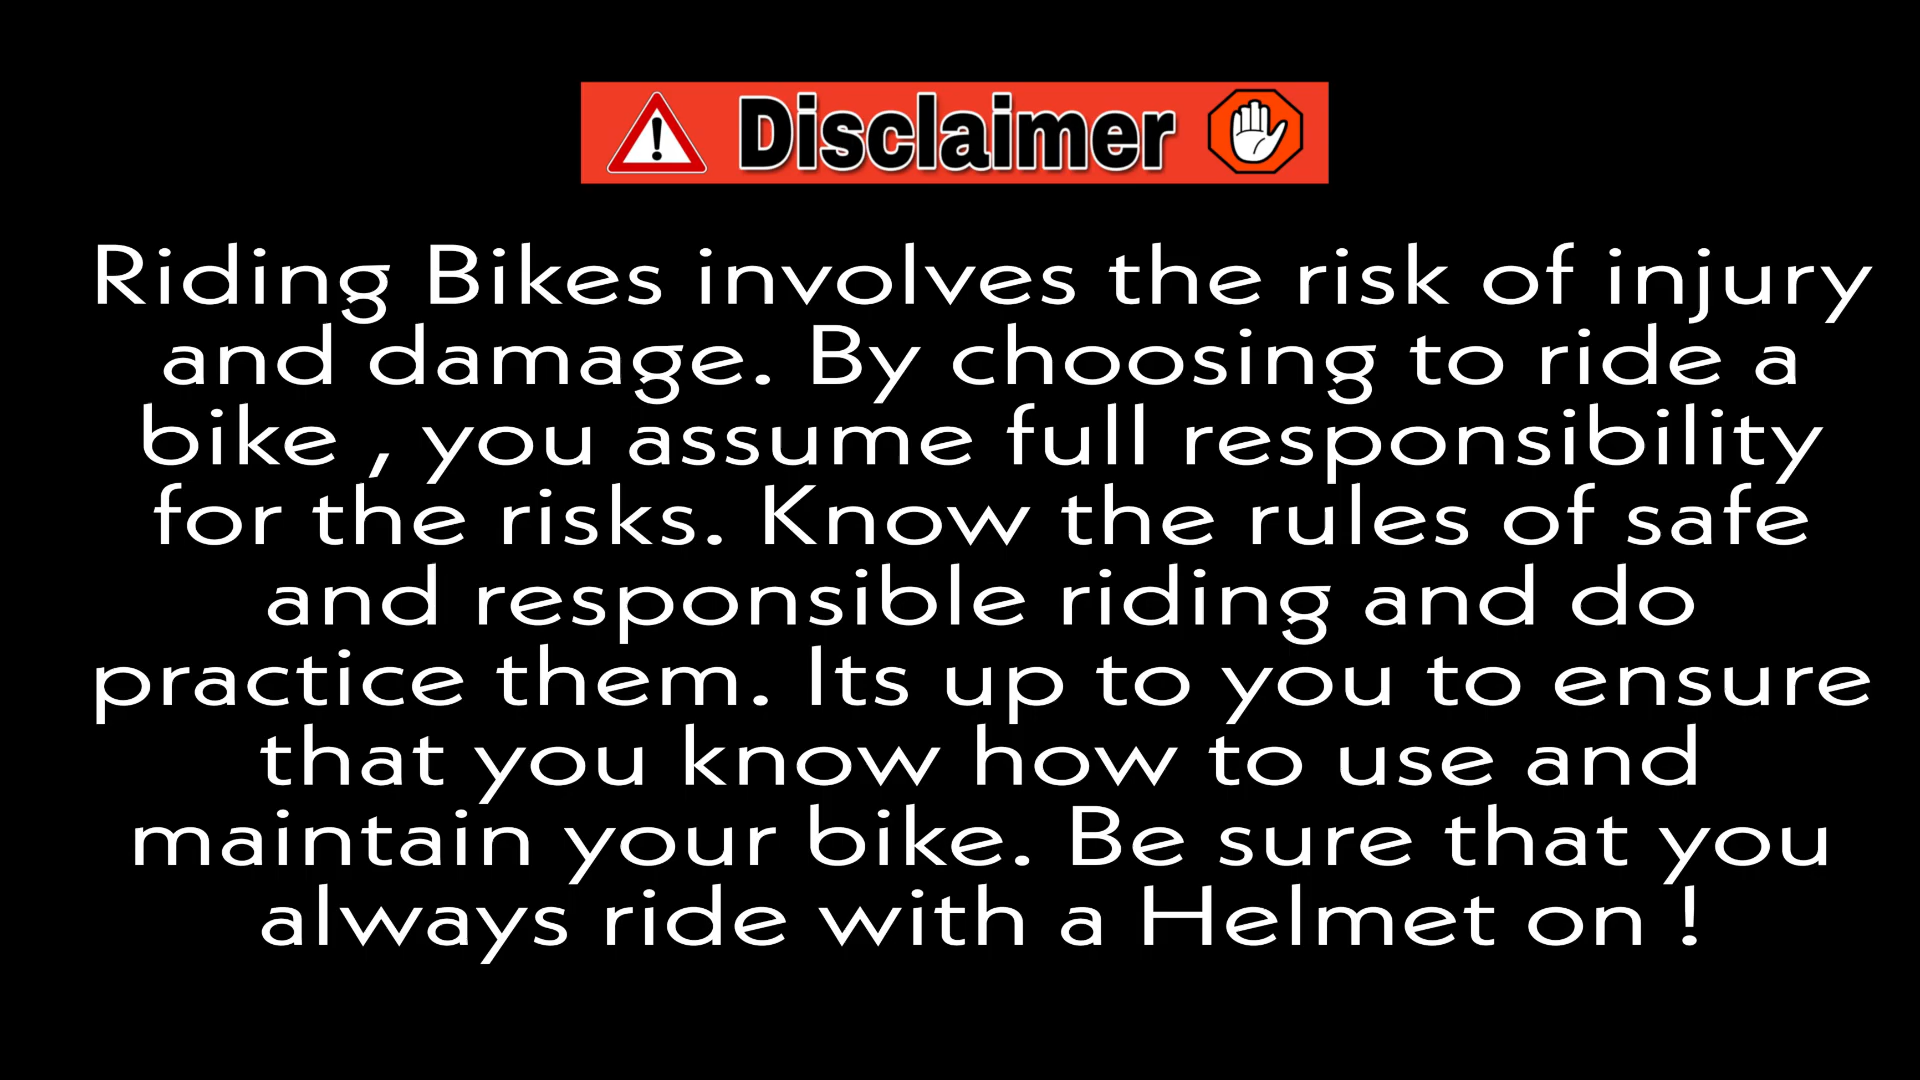 Disclaimer
Riding Bikes involves the risk of injury
and damage. By choosing to ride a
bike , you assume full responsibility
for the risks. Know the rules of safe
and responsible riding and do
practice them. Its up to you to ensure
that you know how to use and
maintain your bike. Be sure that you
always ride with a Helmet on !